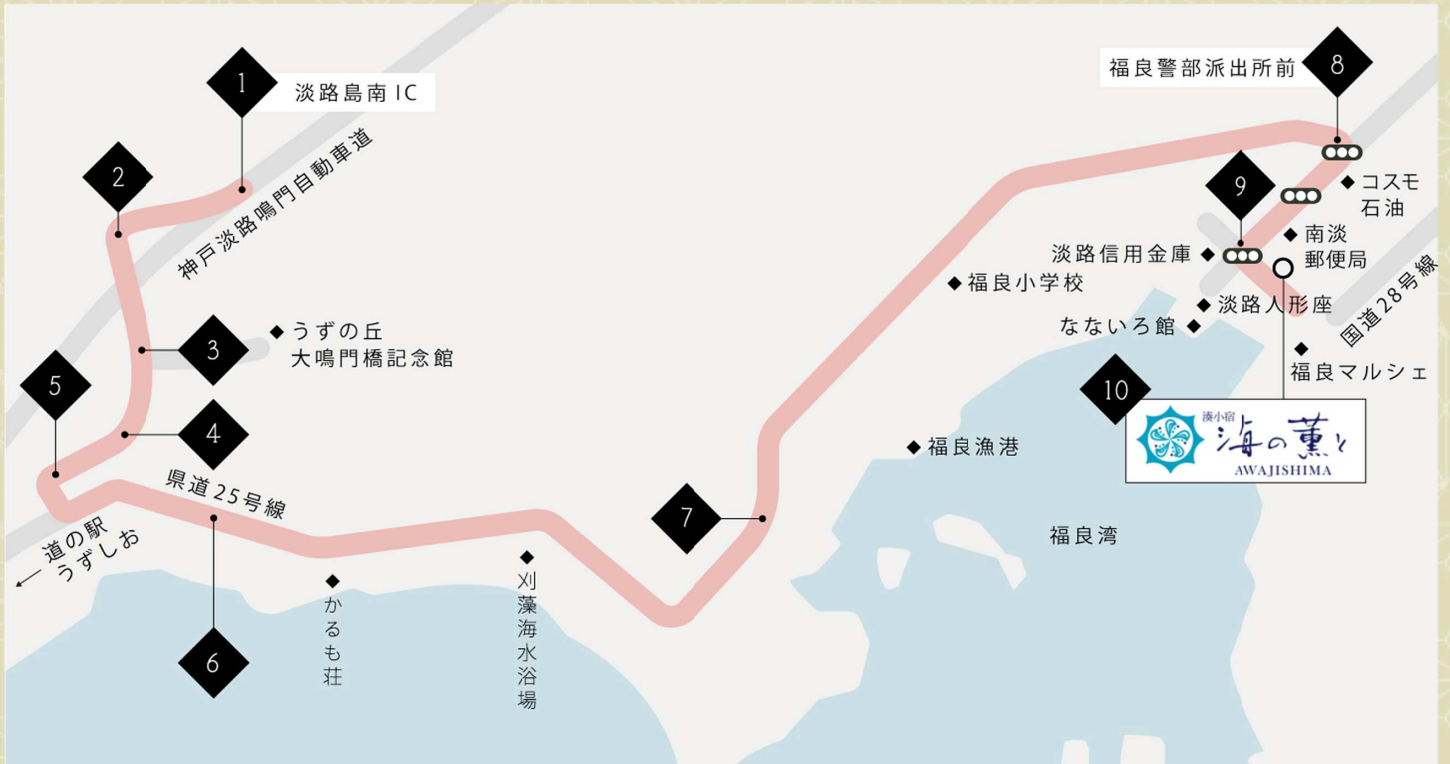 1
淡路島南IC
2
神戸淡路鳴門自動車道
3
うずの丘
大鳴門橋記念館
4
5
県道25号線
道の駅
うずしお
6
かるも荘
刈藻海水浴場
7
福良漁港
福良小学校
福良湾
福良警部派出所前
8
コスモ
石油
9
南淡
郵便局
淡路信用金庫
淡路人形座
なないろ館
国道28号線
福良マルシェ
10
湊小宿
海の薫と
AWAJISHIMA